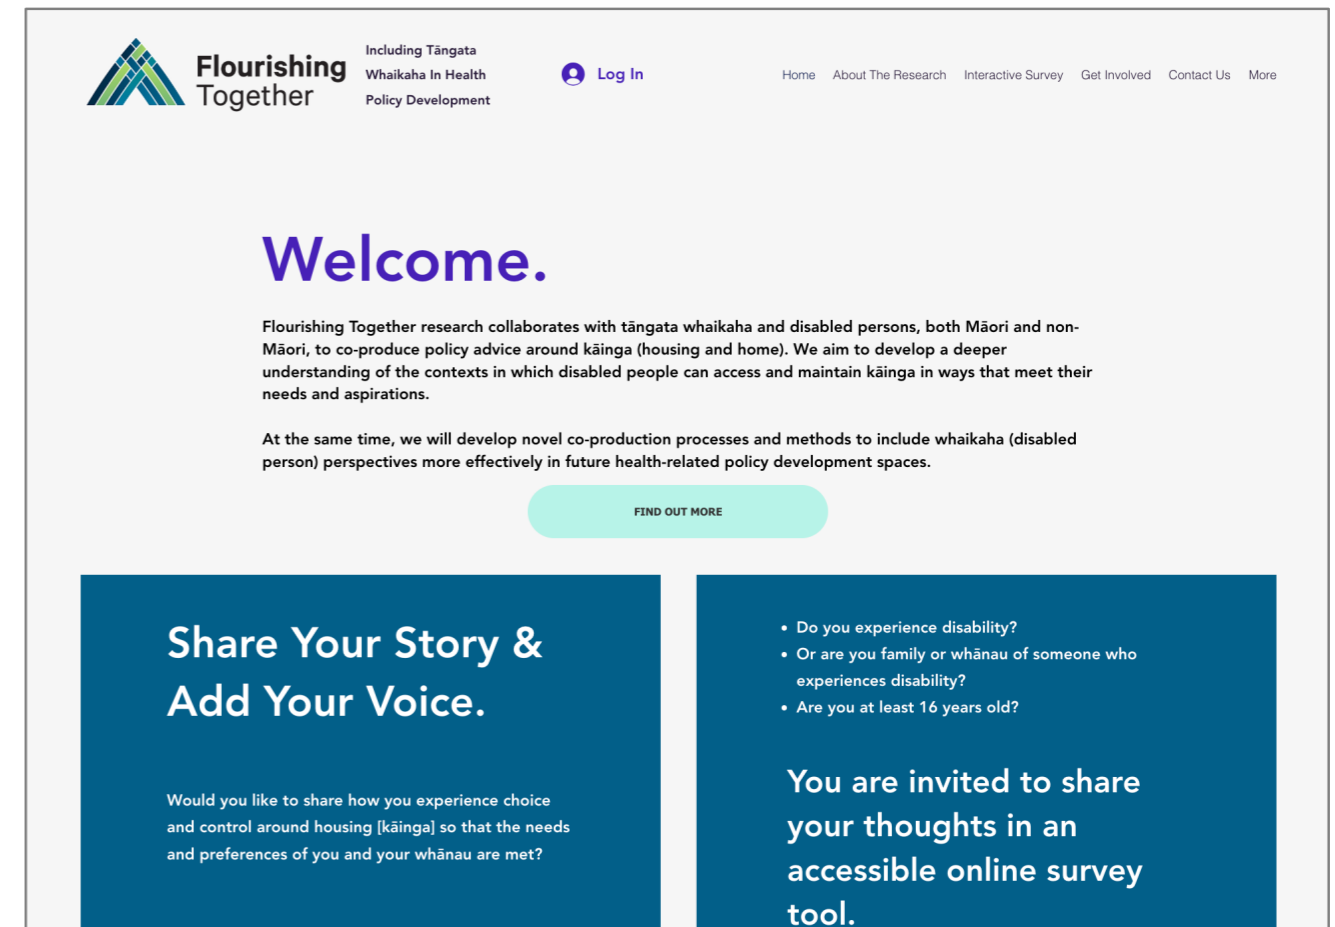 Flourishing
Together
Including Tāngata
Whaikaha In Health
Policy Development
Log In
Home About The Research Interactive Survey Get Involved Contact Us More
Welcome.
Flourishing Together research collaborates with tāngata whaikaha and disabled persons, both Māori and non-
Māori, to co-produce policy advice around kāinga (housing and home). We aim to develop a deeper
understanding of the contexts in which disabled people can access and maintain kāinga in ways that meet their
needs and aspirations.
At the same time, we will develop novel co-production processes and methods to include whaikaha (disabled
person) perspectives more effectively in future health-related policy development spaces.
FIND OUT MORE
Share Your Story &
Add Your Voice.
Would you like to share how you experience choice
and control around housing [kāinga] so that the needs
and preferences of you and your whānau are met?
• Do you experience disability?
• Or are you family or whānau of someone who
experiences disability?
• Are you at least 16 years old?
You are invited to share
your thoughts in an
accessible online survey
tool.